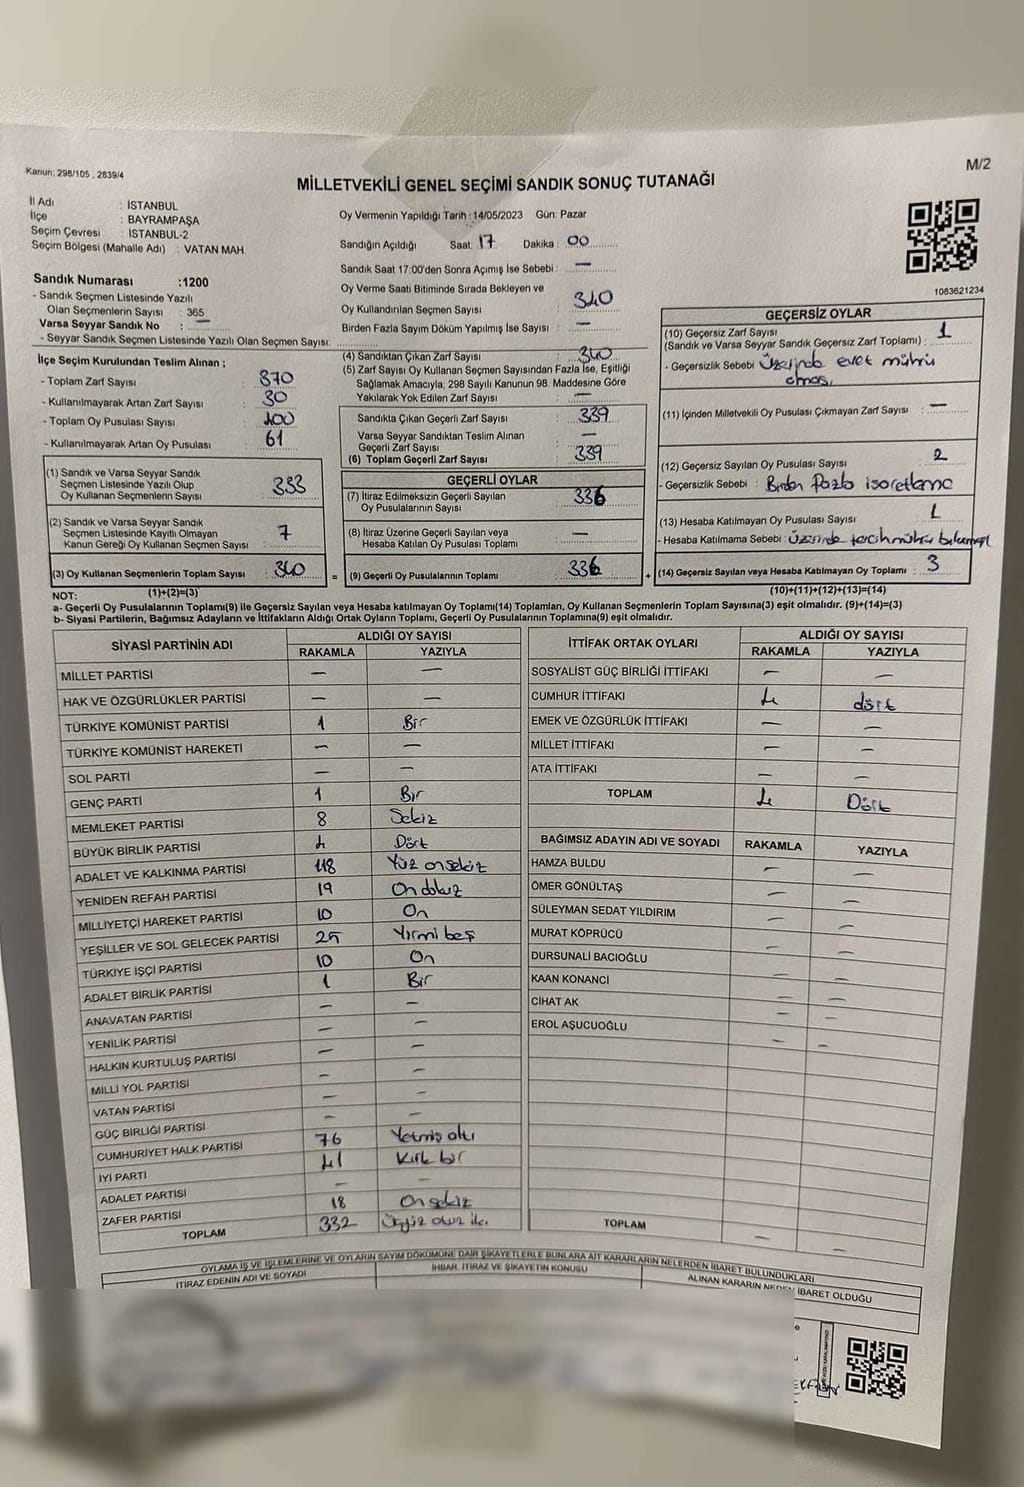 Kanun; 298/105 , 2839/4
M/2
MİLLETVEKİLİ GENEL SEÇİMİ SANDIK SONUÇ TUTANAĞI
İl Adı : İSTANBUL
İlçe : BAYRAMPAŞA
Seçim Çevresi : İSTANBUL-2
Seçim Bölgesi (Mahalle Adı) : VATAN MAH.
Sandık Numarası :1200
- Sandık Seçmen Listesinde Yazılı
Olan Seçmenlerin Sayısı : 365
Varsa Seyyar Sandık No : —
- Seyyar Sandık Seçmen Listesinde Yazılı Olan Seçmen Sayısı:
Oy Vermenin Yapıldığı Tarih : 14/05/2023 Gün: Pazar
Sandığın Açıldığı Saat: 17 Dakika : 00
Sandık Saat 17:00'den Sonra Açımış İse Sebebi : —
Oy Verme Saati Bitiminde Sırada Bekleyen ve
Oy Kullandırılan Seçmen Sayısı : 340
Birden Fazla Sayım Döküm Yapılmış İse Sayısı : —
1083621234
İlçe Seçim Kurulundan Teslim Alınan ;
- Toplam Zarf Sayısı : 370
- Kullanılmayarak Artan Zarf Sayısı : 30
- Toplam Oy Pusulası Sayısı : 400
- Kullanılmayarak Artan Oy Pusulası : 61
(1) Sandık ve Varsa Seyyar Sandık
Seçmen Listesinde Yazılı Olup
Oy Kullanan Seçmenlerin Sayısı : 333
(2) Sandık ve Varsa Seyyar Sandık
Seçmen Listesinde Kayıtlı Olmayan
Kanun Gereği Oy Kullanan Seçmen Sayısı : 7
(3) Oy Kullanan Seçmenlerin Toplam Sayısı : 340
(1)+(2)=(3)
(4) Sandıktan Çıkan Zarf Sayısı : 340
(5) Zarf Sayısı Oy Kullanan Seçmen Sayısından Fazla İse, Eşitliği
Sağlamak Amacıyla, 298 Sayılı Kanunun 98. Maddesine Göre
Yakılarak Yok Edilen Zarf Sayısı : —
Sandıkta Çıkan Geçerli Zarf Sayısı : 339
Varsa Seyyar Sandıktan Teslim Alınan
Geçerli Zarf Sayısı : —
(6) Toplam Geçerli Zarf Sayısı : 339
GEÇERLİ OYLAR
(7) İtiraz Edilmeksizin Geçerli Sayılan
Oy Pusulalarının Sayısı : 336
(8) İtiraz Üzerine Geçerli Sayılan veya
Hesaba Katılan Oy Pusulası Toplamı : —
= (9) Geçerli Oy Pusulalarının Toplamı : 336 +
GEÇERSİZ OYLAR
(10) Geçersiz Zarf Sayısı
(Sandık ve Varsa Seyyar Sandık Geçersiz Zarf Toplamı) : 1
- Geçersizlik Sebebi : Üzerinde evet mührü
olması
(11) İçinden Milletvekili Oy Pusulası Çıkmayan Zarf Sayısı : —
(12) Geçersiz Sayılan Oy Pusulası Sayısı : 2
- Geçersizlik Sebebi : Birden fazla işaretleme
(13) Hesaba Katılmayan Oy Pusulası Sayısı : 1
- Hesaba Katılmama Sebebi : Üzerinde tercih mührü
(14) Geçersiz Sayılan veya Hesaba Katılmayan Oy Toplamı : 3
(10)+(11)+(12)+(13)=(14)
NOT:
a- Geçerli Oy Pusulalarının Toplamı(9) ile Geçersiz Sayılan veya Hesaba katılmayan Oy Toplamı(14) Toplamları, Oy Kullanan Seçmenlerin Toplam Sayısına(3) eşit olmalıdır. (9)+(14)=(3)
b- Siyasi Partilerin, Bağımsız Adayların ve İttifakların Aldığı Ortak Oyların Toplamı, Geçerli Oy Pusulalarının Toplamına(9) eşit olmalıdır.
SİYASİ PARTİNİN ADI ALDIĞI OY SAYISI
RAKAMLA YAZIYLA
MİLLET PARTİSİ — —
HAK VE ÖZGÜRLÜKLER PARTİSİ — —
TÜRKİYE KOMÜNİST PARTİSİ 1 Bir
TÜRKİYE KOMÜNİST HAREKETİ — —
SOL PARTİ — —
GENÇ PARTİ 1 Bir
MEMLEKET PARTİSİ 8 Sekiz
BÜYÜK BİRLİK PARTİSİ 4 Dört
ADALET VE KALKINMA PARTİSİ 118 Yüz onsekiz
YENİDEN REFAH PARTİSİ 19 On dokuz
MİLLİYETÇİ HAREKET PARTİSİ 10 On
YEŞİLLER VE SOL GELECEK PARTİSİ 25 Yirmi beş
TÜRKİYE İŞÇİ PARTİSİ 10 On
ADALET BİRLİK PARTİSİ 1 Bir
ANAVATAN PARTİSİ — —
YENİLİK PARTİSİ — —
HALKIN KURTULUŞ PARTİSİ — —
MİLLİ YOL PARTİSİ — —
VATAN PARTİSİ — —
GÜÇ BİRLİĞİ PARTİSİ — —
CUMHURİYET HALK PARTİSİ 76 Yetmiş altı
İYİ PARTİ 41 Kırk bir
ADALET PARTİSİ — —
ZAFER PARTİSİ 18 On sekiz
TOPLAM 332 Üçyüz otuz iki
İTTİFAK ORTAK OYLARI ALDIĞI OY SAYISI
RAKAMLA YAZIYLA
SOSYALİST GÜÇ BİRLİĞİ İTTİFAKI — —
CUMHUR İTTİFAKI 4 dört
EMEK VE ÖZGÜRLÜK İTTİFAKI — —
MİLLET İTTİFAKI — —
ATA İTTİFAKI — —
TOPLAM 4 Dört
BAĞIMSIZ ADAYIN ADI VE SOYADI RAKAMLA YAZIYLA
HAMZA BULDU — —
ÖMER GÖNÜLTAŞ — —
SÜLEYMAN SEDAT YILDIRIM — —
MURAT KÖPRÜCÜ — —
DURSUNALİ BACIOĞLU — —
KAAN KONANCI — —
CİHAT AK — —
EROL AŞUCUOĞLU — —
TOPLAM — —
OYLAMA İŞ VE İŞLEMLERİNE VE OYLARIN SAYIM DÖKÜMÜNE DAİR ŞİKAYETLERLE BUNLARA AİT KARARLARIN NELERDEN İBARET BULUNDUKLARI
İTİRAZ EDENİN ADI VE SOYADI İHBAR, İTİRAZ VE ŞİKAYETİN KONUSU ALINAN KARARIN NEDEN İBARET OLDUĞU